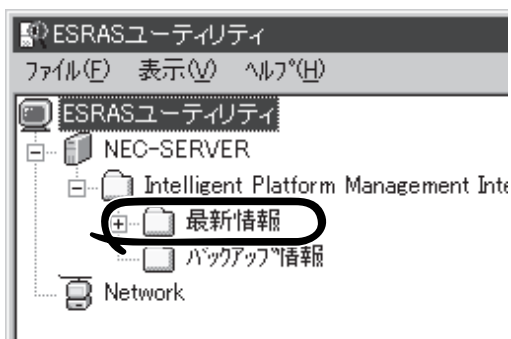 ESRASユーティリティ
ファイル(F) 表示(V) ヘルプ(H)
ESRASユーティリティ
NEC-SERVER
Intelligent Platform Management Inte
最新情報
バックアップ情報
Network